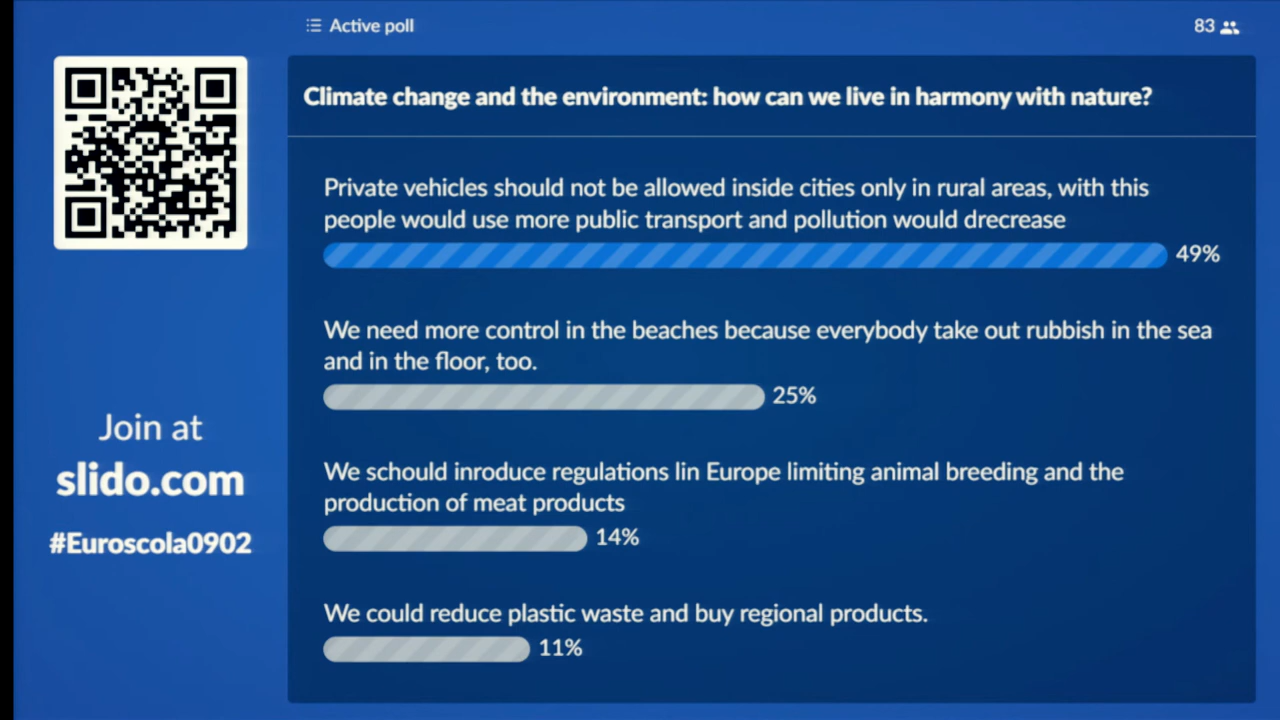 Active poll
83
Climate change and the environment: how can we live in harmony with nature?
Private vehicles should not be allowed inside cities only in rural areas, with this
people would use more public transport and pollution would drecrease
49%
We need more control in the beaches because everybody take out rubbish in the sea
and in the floor, too.
25%
We schould inroduce regulations lin Europe limiting animal breeding and the
production of meat products
14%
We could reduce plastic waste and buy regional products.
11%
Join at
slido.com
#Euroscola0902